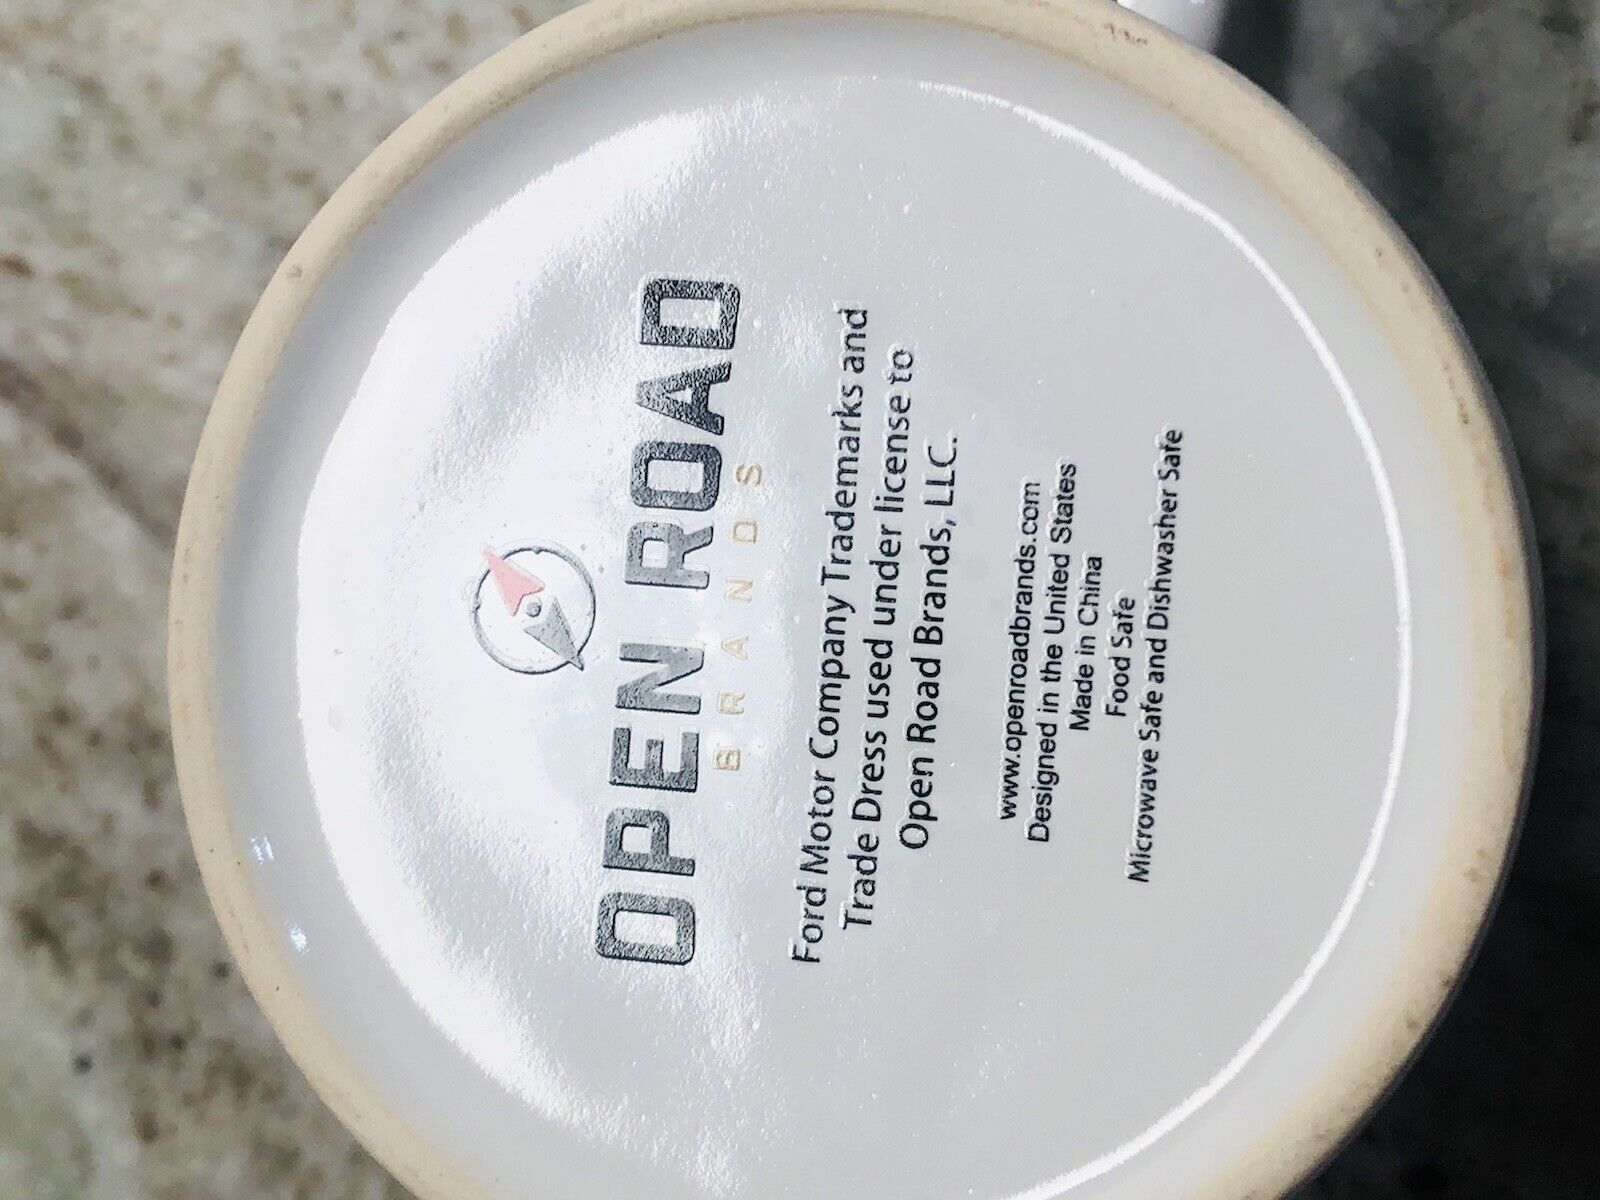 OPEN ROAD
BRANDS
Ford Motor Company Trademarks and
Trade Dress used under license to
Open Road Brands, LLC.
www.openroadbrands.com
Designed in the United States
Made in China
Food Safe
Microwave Safe and Dishwasher Safe